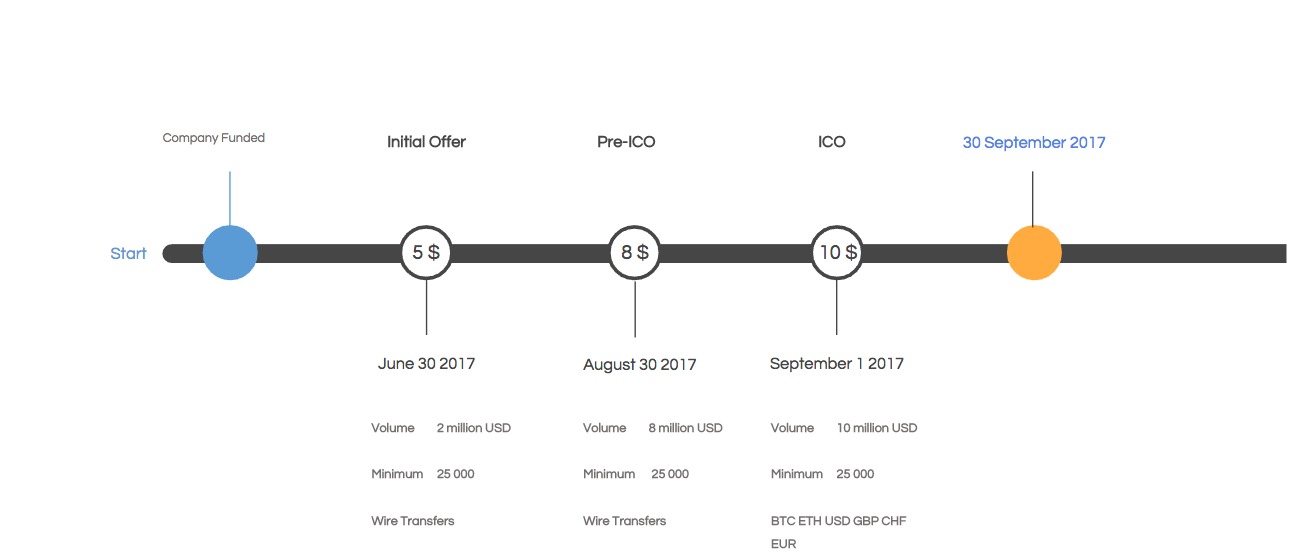 Company Funded
Initial Offer
Pre-ICO
ICO
30 September 2017
Start
5 $
8 $
10 $
June 30 2017
August 30 2017
September 1 2017
Volume 2 million USD
Volume 8 million USD
Volume 10 million USD
Minimum 25 000
Minimum 25 000
Minimum 25 000
Wire Transfers
Wire Transfers
BTC ETH USD GBP CHF
EUR